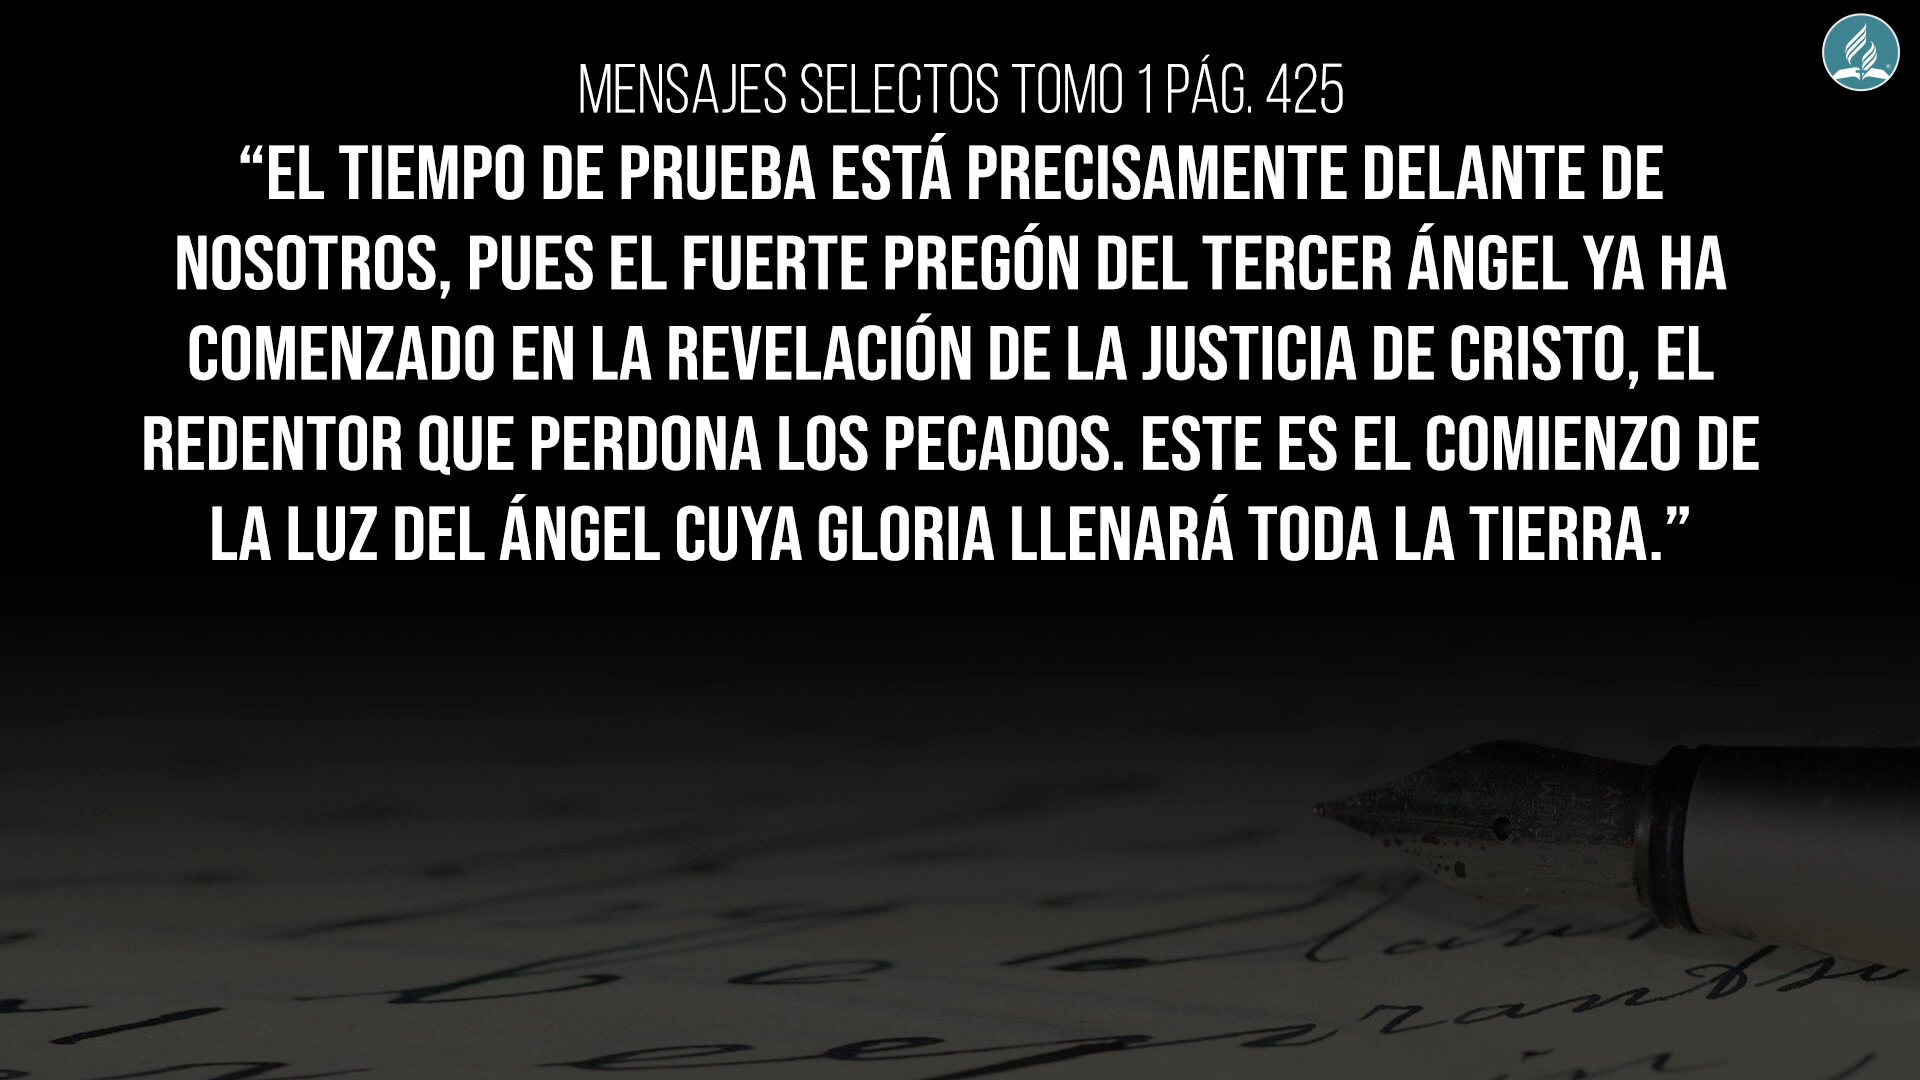 MENSAJES SELECTOS TOMO 1 PÁG. 425
“EL TIEMPO DE PRUEBA ESTÁ PRECISAMENTE DELANTE DE
NOSOTROS, PUES EL FUERTE PREGÓN DEL TERCER ÁNGEL YA HA
COMENZADO EN LA REVELACIÓN DE LA JUSTICIA DE CRISTO, EL
REDENTOR QUE PERDONA LOS PECADOS. ESTE ES EL COMIENZO DE
LA LUZ DEL ÁNGEL CUYA GLORIA LLENARÁ TODA LA TIERRA.”